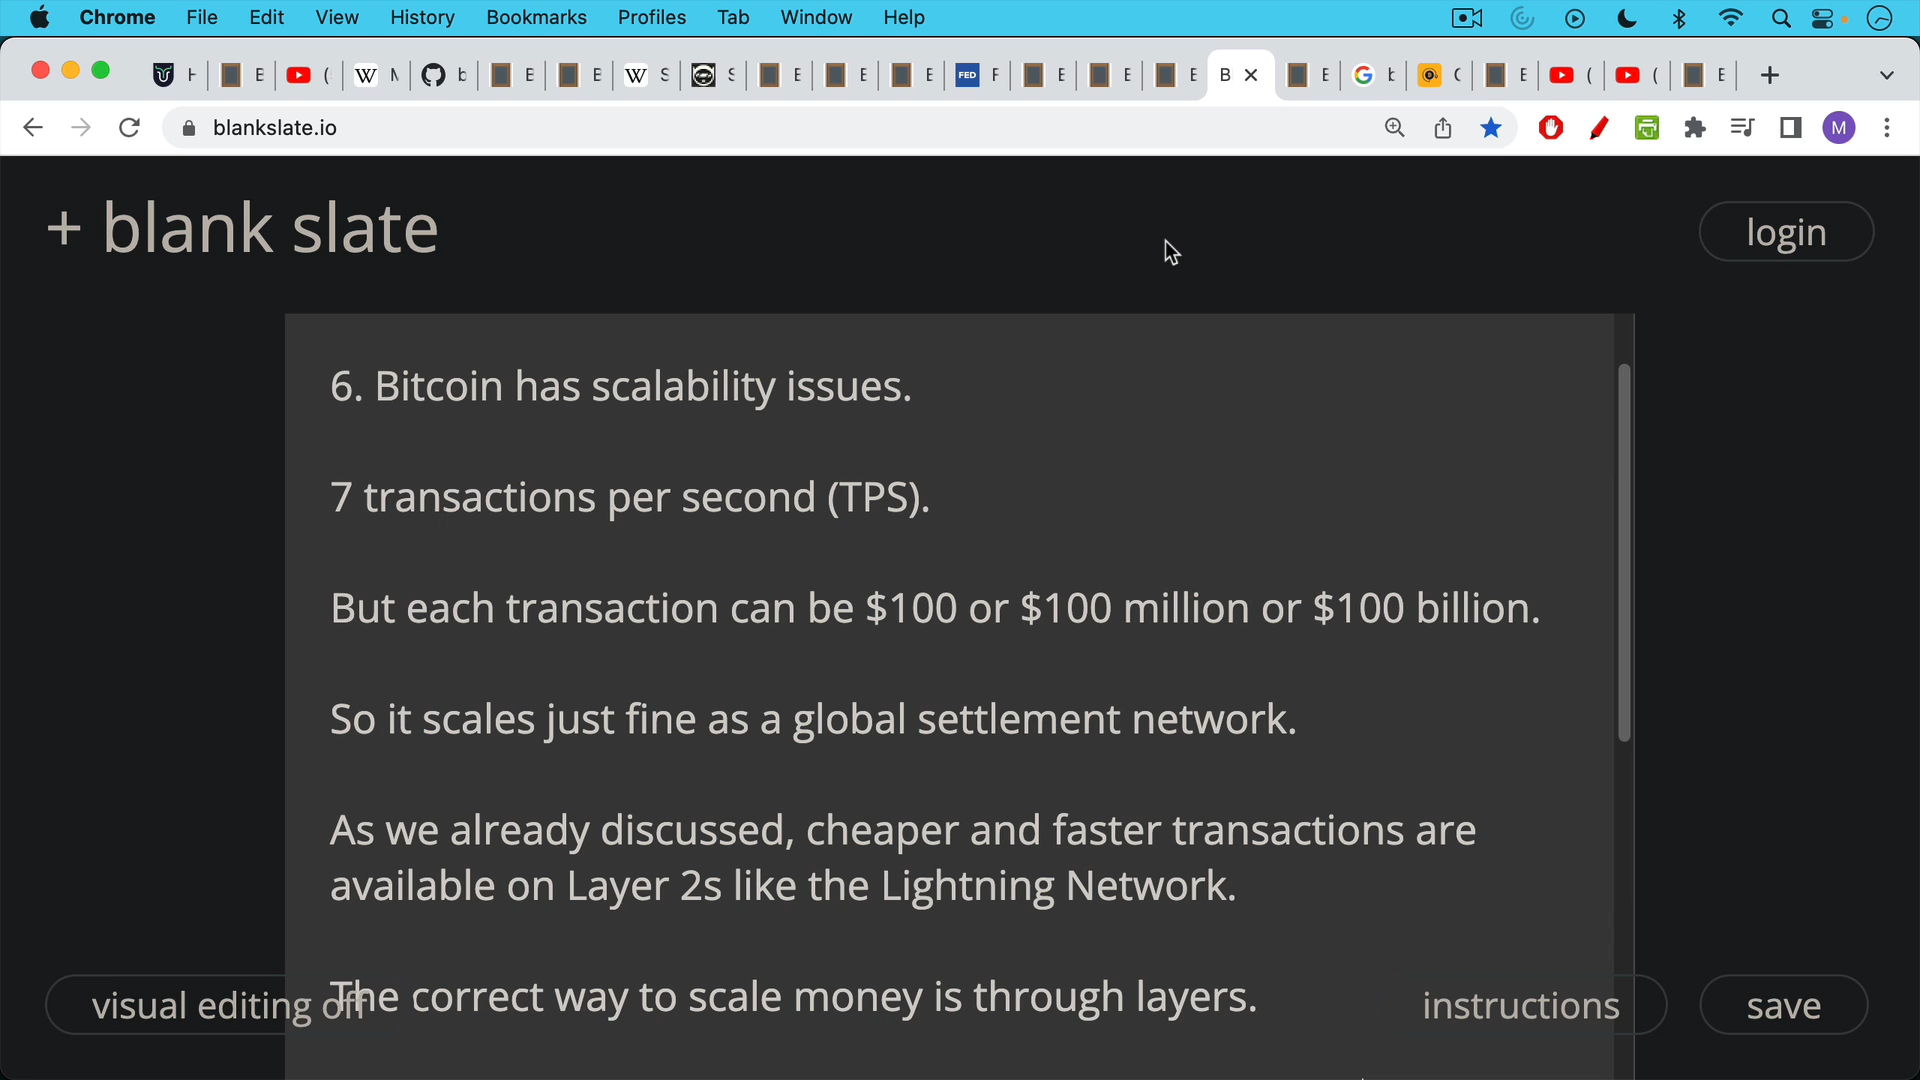 Chrome File Edit View History Bookmarks Profiles Tab Window Help
blankslate.io
M
+ blank slate
login
6. Bitcoin has scalability issues.
7 transactions per second (TPS).
But each transaction can be $100 or $100 million or $100 billion.
So it scales just fine as a global settlement network.
As we already discussed, cheaper and faster transactions are
available on Layer 2s like the Lightning Network.
The correct way to scale money is through layers.
visual editing off
instructions
save